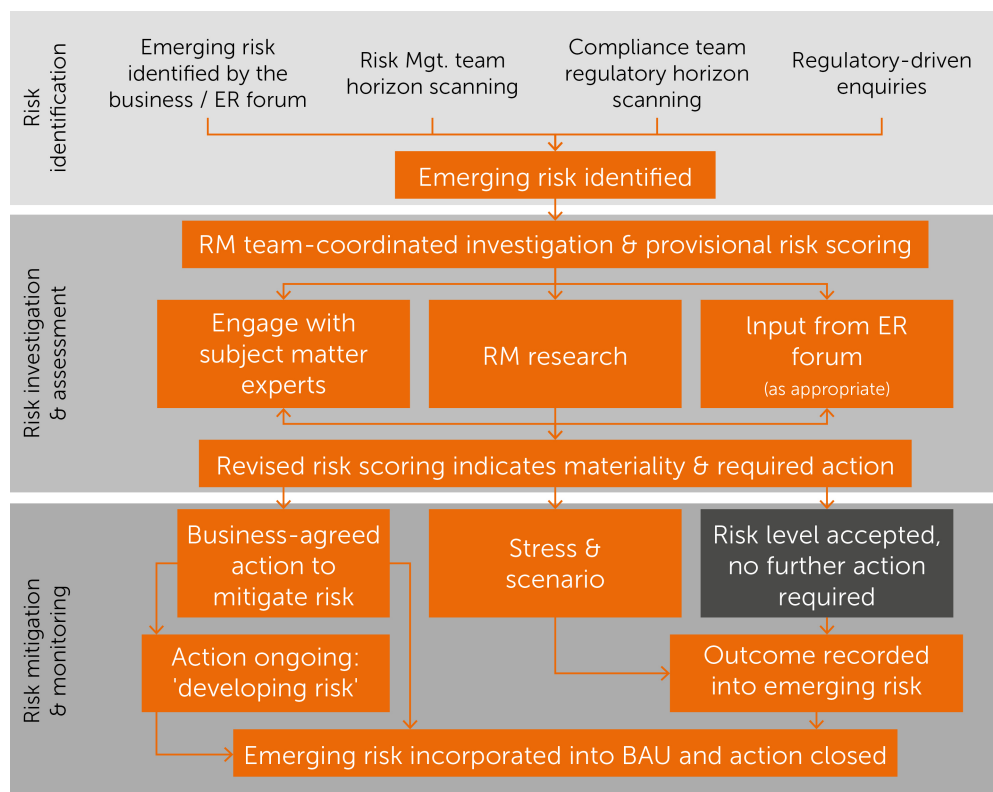 Risk
identification
Emerging risk
identified by the
business / ER forum
Risk Mgt. team
horizon scanning
Compliance team
regulatory horizon
scanning
Regulatory-driven
enquiries
Emerging risk identified
Risk investigation
& assessment
RM team-coordinated investigation & provisional risk scoring
Engage with
subject matter
experts
RM research
Input from ER
forum
(as appropriate)
Revised risk scoring indicates materiality & required action
Risk mitigation
& monitoring
Business-agreed
action to
mitigate risk
Stress &
scenario
Risk level accepted,
no further action
required
Action ongoing:
'developing risk'
Outcome recorded
into emerging risk
Emerging risk incorporated into BAU and action closed